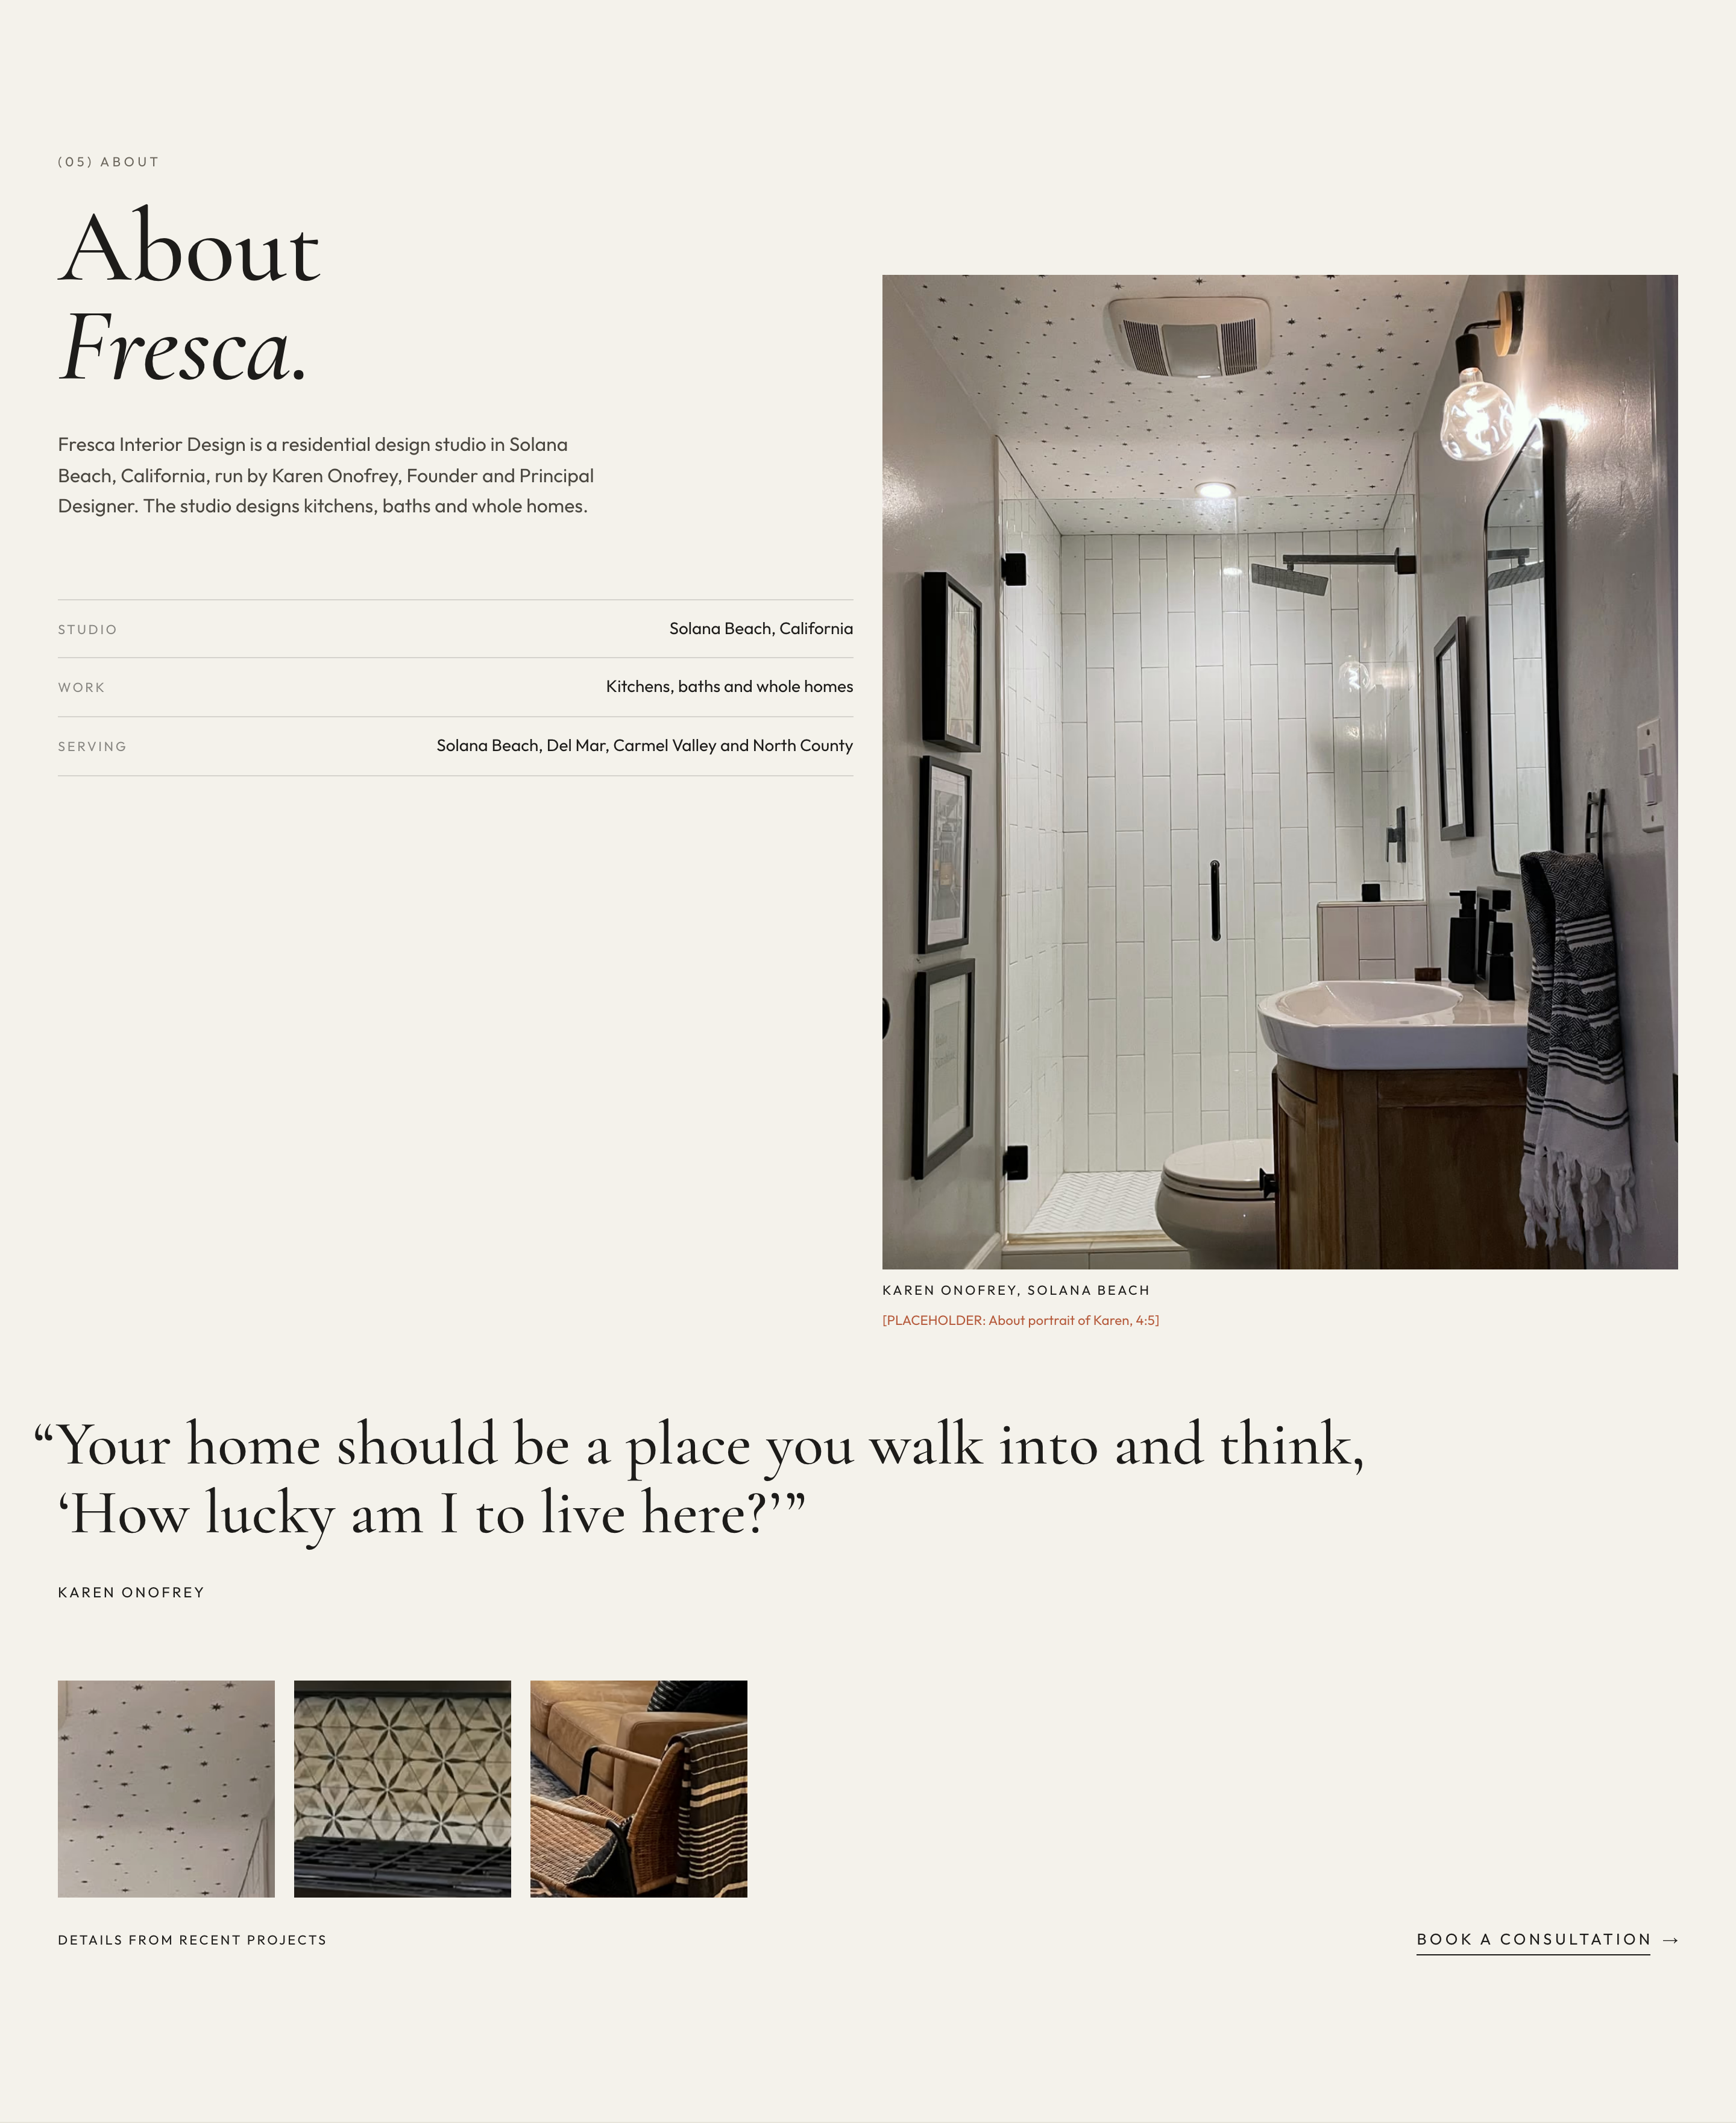 (05) ABOUT
About
Fresca.
Fresca Interior Design is a residential design studio in Solana
Beach, California, run by Karen Onofrey, Founder and Principal
Designer. The studio designs kitchens, baths and whole homes.
STUDIO Solana Beach, California
WORK Kitchens, baths and whole homes
SERVING Solana Beach, Del Mar, Carmel Valley and North County
KAREN ONOFREY, SOLANA BEACH
[PLACEHOLDER: About portrait of Karen, 4:5]
“Your home should be a place you walk into and think,
‘How lucky am I to live here?’”
KAREN ONOFREY
DETAILS FROM RECENT PROJECTS
BOOK A CONSULTATION →